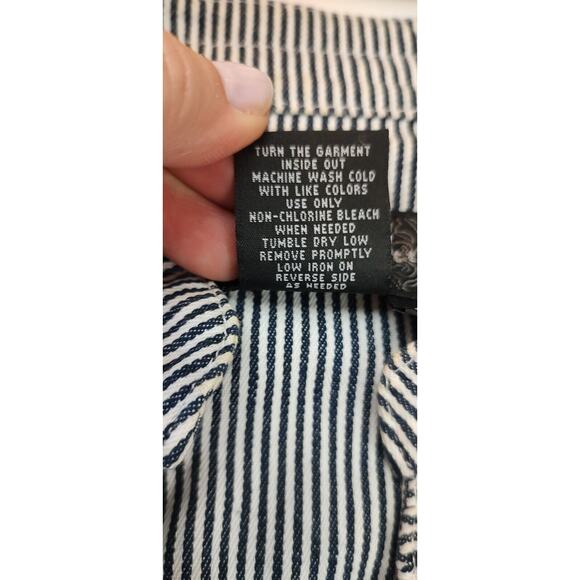 TURN THE GARMENT
INSIDE OUT
MACHINE WASH COLD
WITH LIKE COLORS
USE ONLY
NON-CHLORINE BLEACH
WHEN NEEDED
TUMBLE DRY LOW
REMOVE PROMPTLY
LOW IRON ON
REVERSE SIDE
AS NEEDED